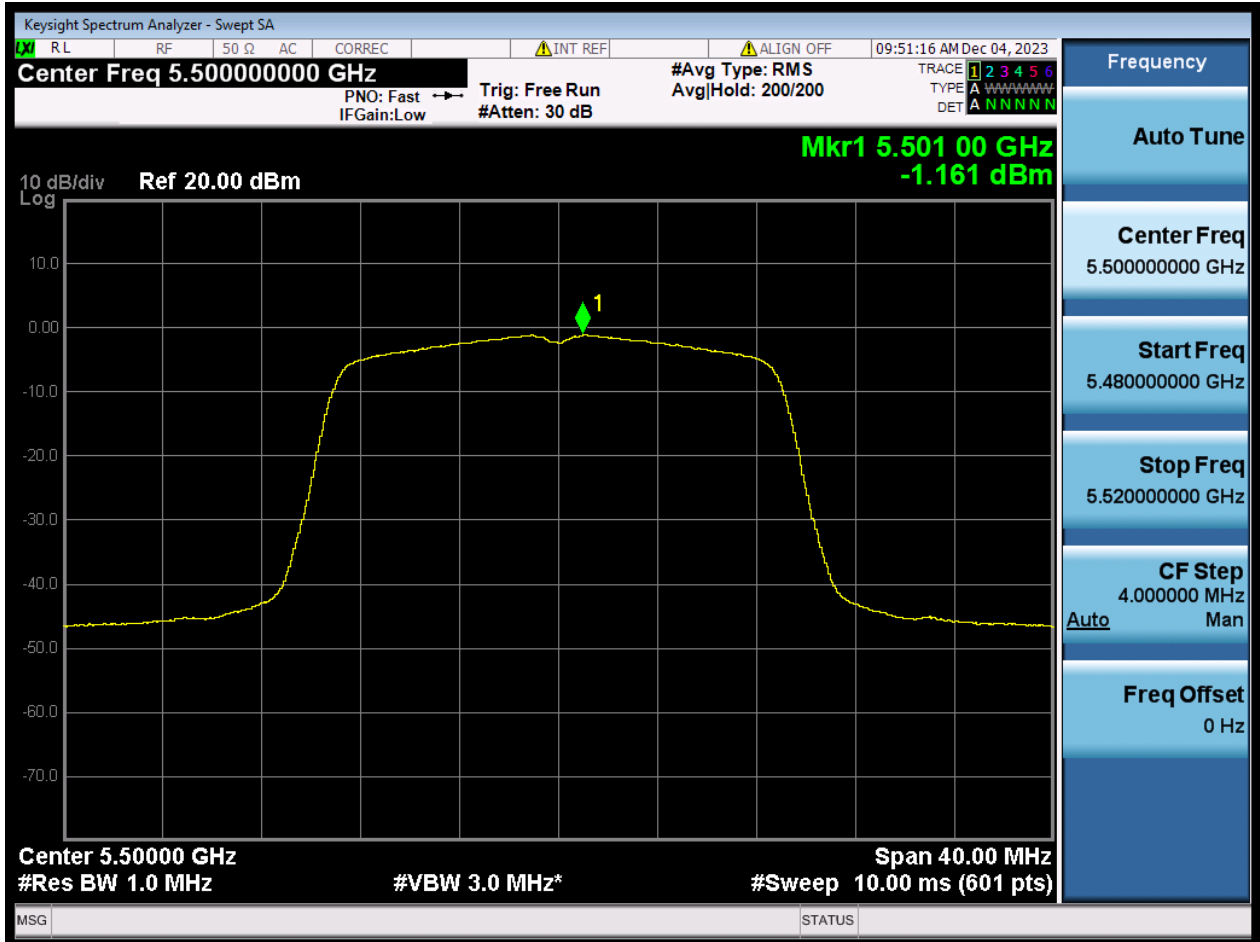 Keysight Spectrum Analyzer - Swept SA
LXI RL RF 50 Ω AC CORREC INT REF ALIGN OFF 09:51:16 AM Dec 04, 2023
Center Freq 5.500000000 GHz
PNO: Fast
IFGain:Low
Trig: Free Run
#Atten: 30 dB
#Avg Type: RMS
Avg|Hold: 200/200
TRACE 1 2 3 4 5 6
TYPE A WWWWW
DET A N N N N N
Mkr1 5.501 00 GHz
-1.161 dBm
10 dB/div Ref 20.00 dBm
Log
10.0
0.00
-10.0
-20.0
-30.0
-40.0
-50.0
-60.0
-70.0
1
Center 5.50000 GHz Span 40.00 MHz
#Res BW 1.0 MHz #VBW 3.0 MHz* #Sweep 10.00 ms (601 pts)
MSG STATUS
Frequency
Auto Tune
Center Freq
5.500000000 GHz
Start Freq
5.480000000 GHz
Stop Freq
5.520000000 GHz
CF Step
4.000000 MHz
Auto Man
Freq Offset
0 Hz